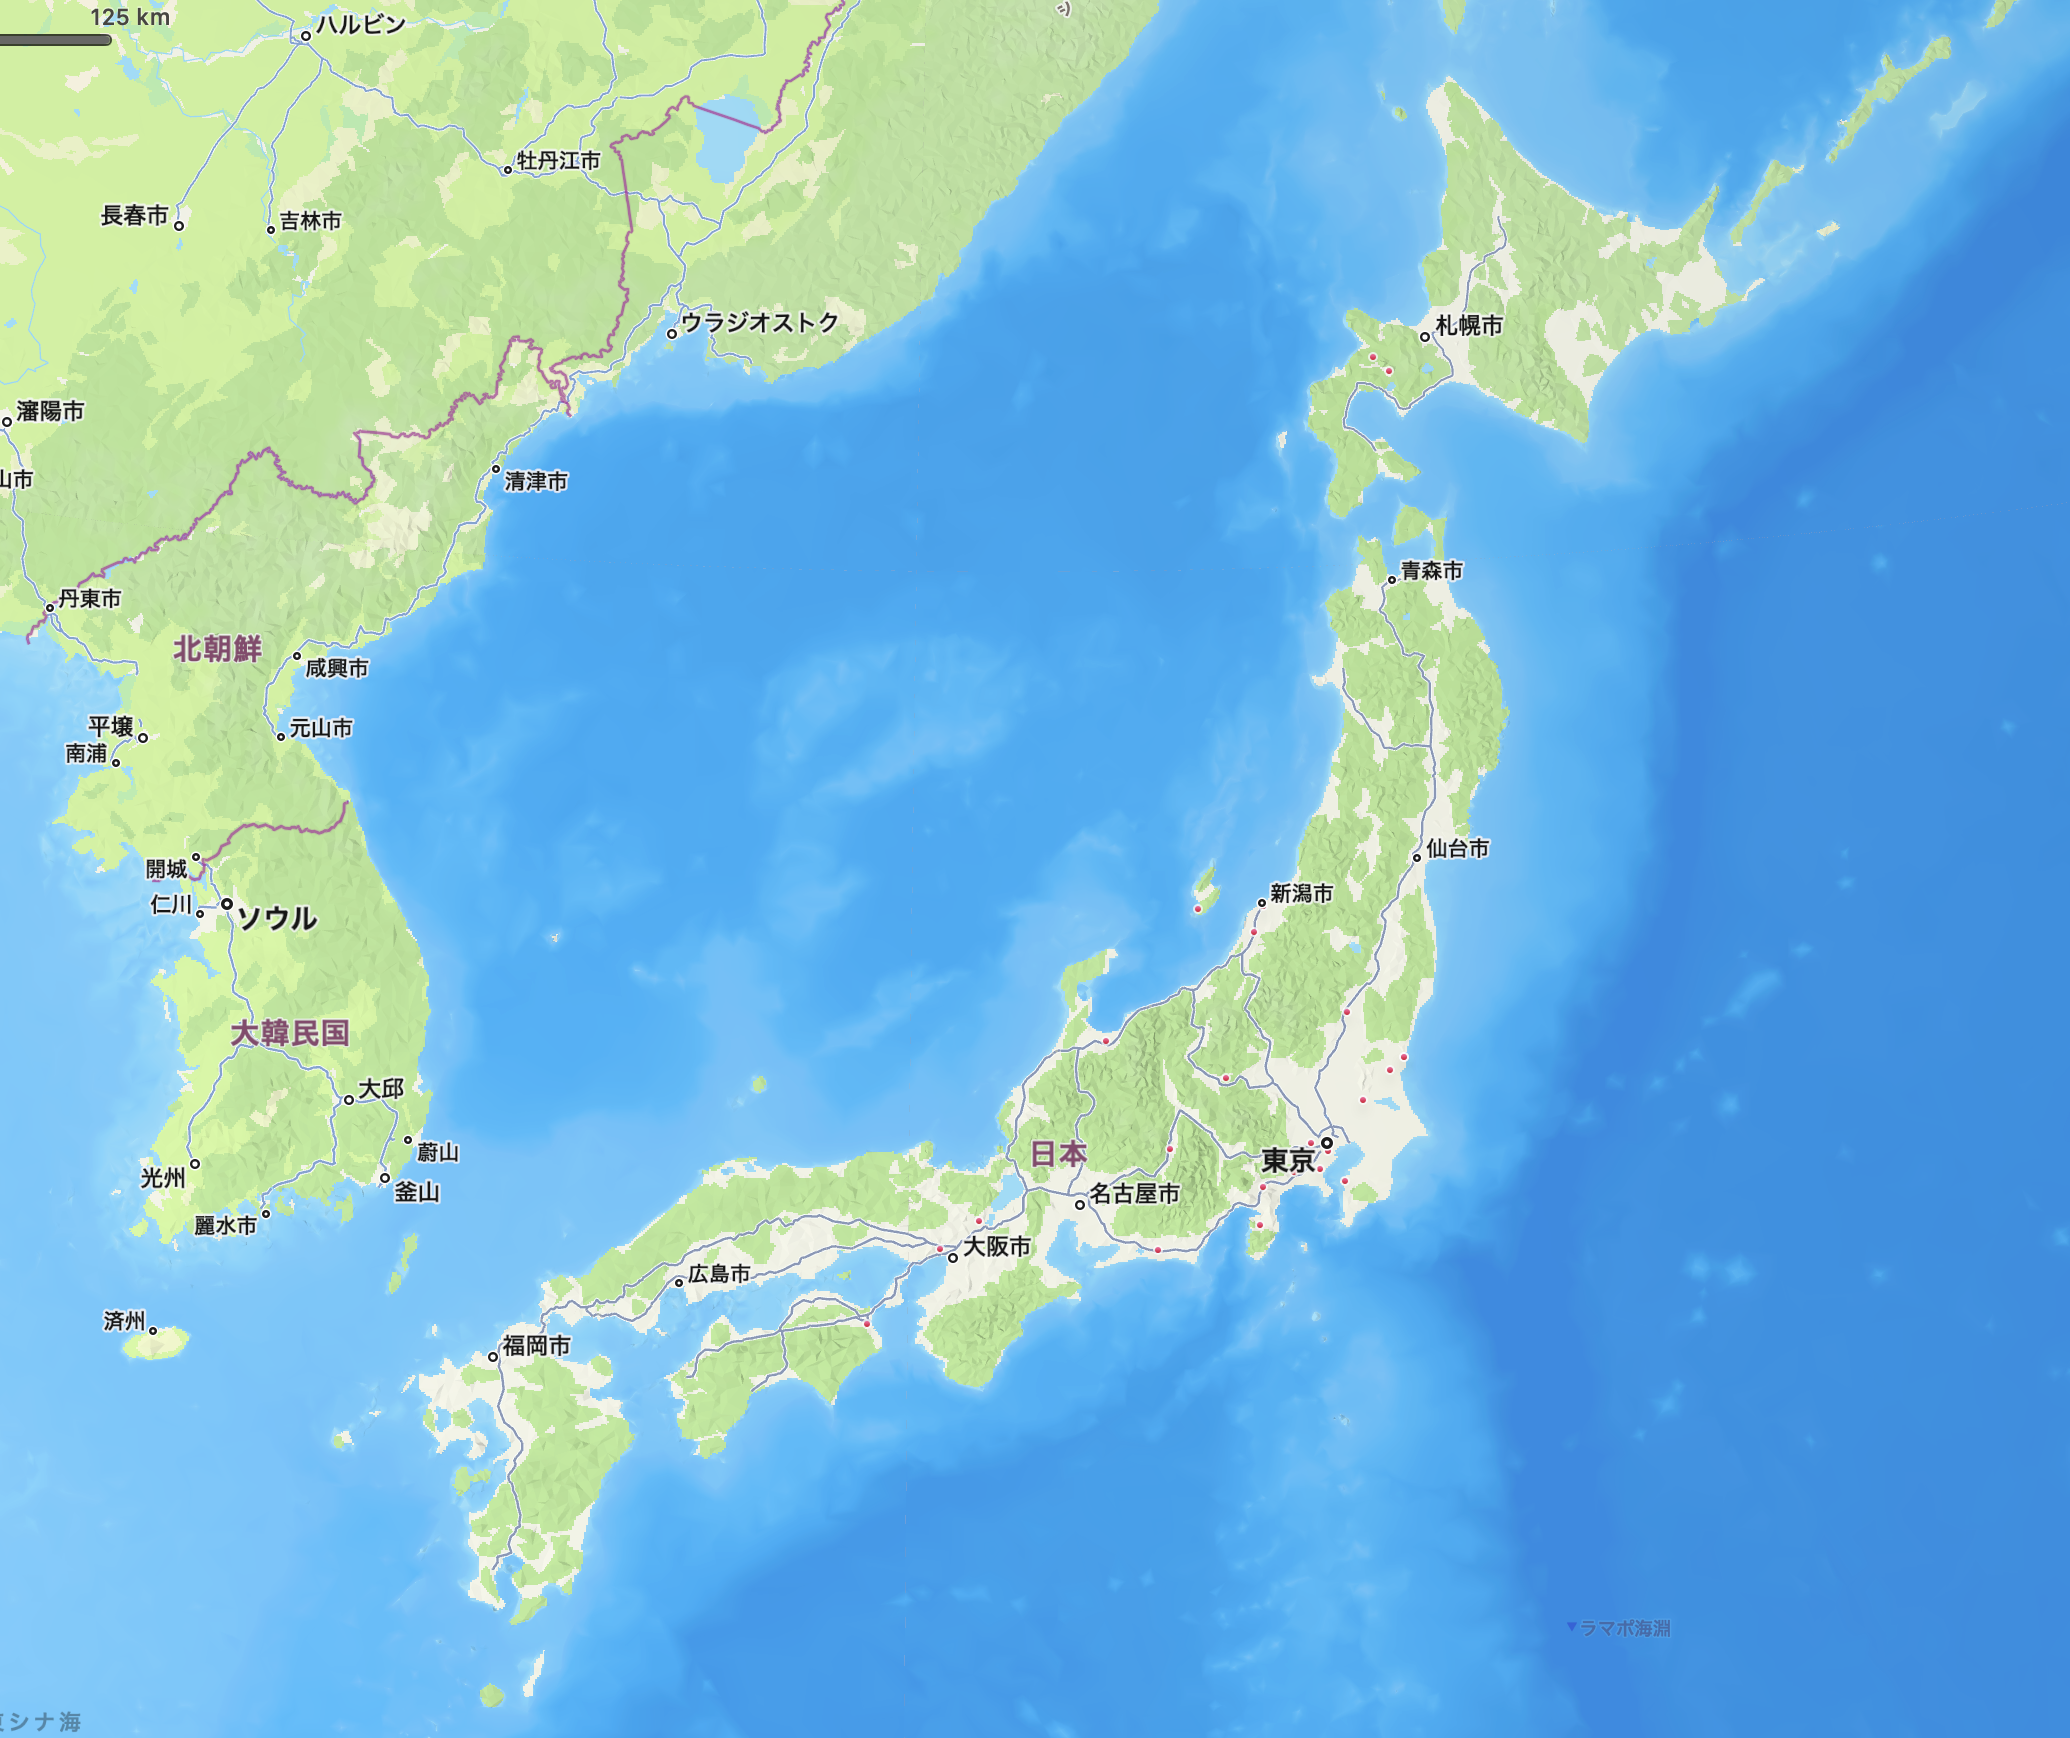 125 km
ハルビン
牡丹江市
長春市
吉林市
ウラジオストク
札幌市
瀋陽市
山市
清津市
青森市
丹東市
北朝鮮
咸興市
平壌
元山市
南浦
仙台市
開城
新潟市
仁川
ソウル
大韓民国
大邱
蔚山
日本
東京
光州
釜山
名古屋市
麗水市
大阪市
広島市
済州
福岡市
ラマポ海淵
シナ海